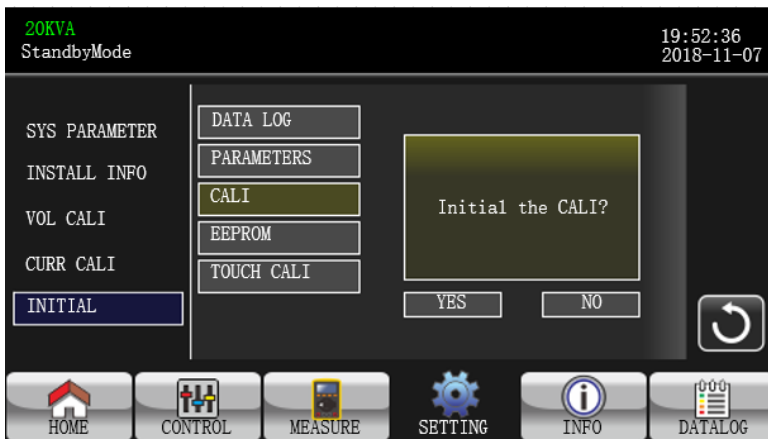 20KVA
StandbyMode
19:52:36
2018-11-07
SYS PARAMETER
INSTALL INFO
VOL CALI
CURR CALI
INITIAL
DATA LOG
PARAMETERS
CALI
EEPROM
TOUCH CALI
Initial the CALI?
YES
NO
HOME
CONTROL
MEASURE
SETTING
INFO
DATALOG